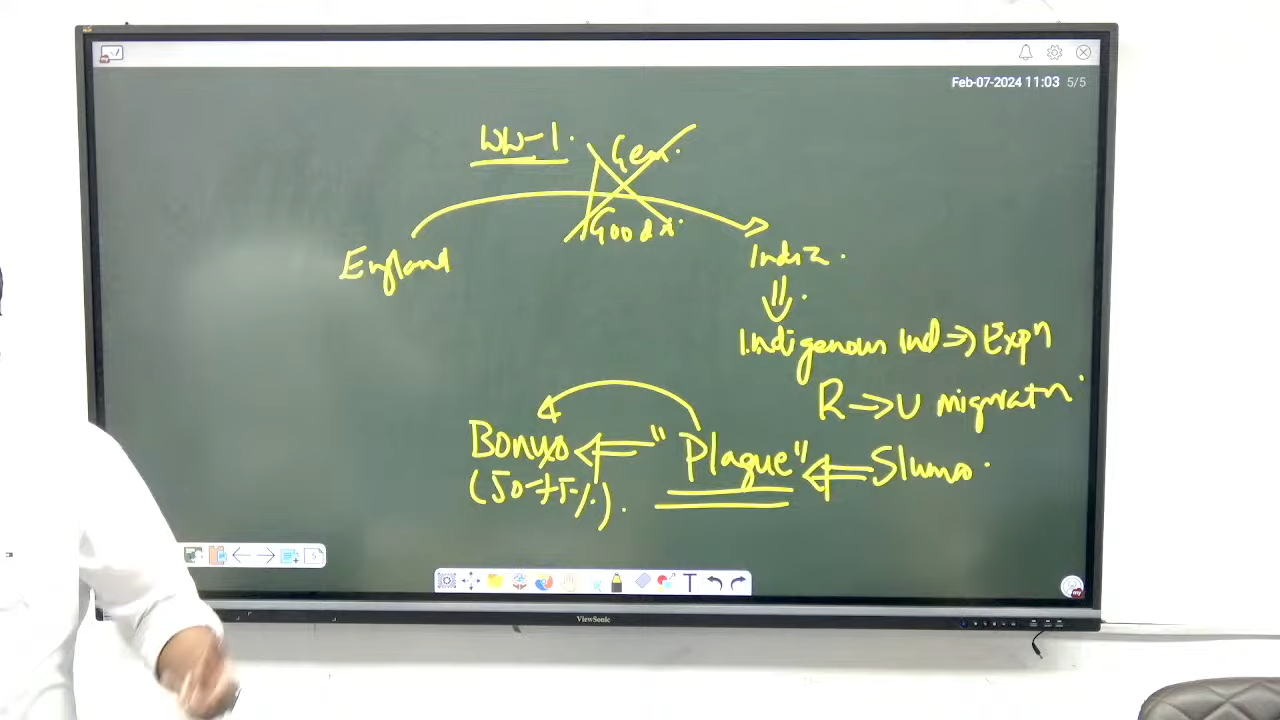 Feb-07-2024 11:03 5/5
WW-1.
Goods.
England
India.
⇓.
Indigenous Ind ⇒ Expn
R → U migratn.
Bonus ⇐ "Plague" ⇐ Slums.
(50-75%).
T
ViewSonic